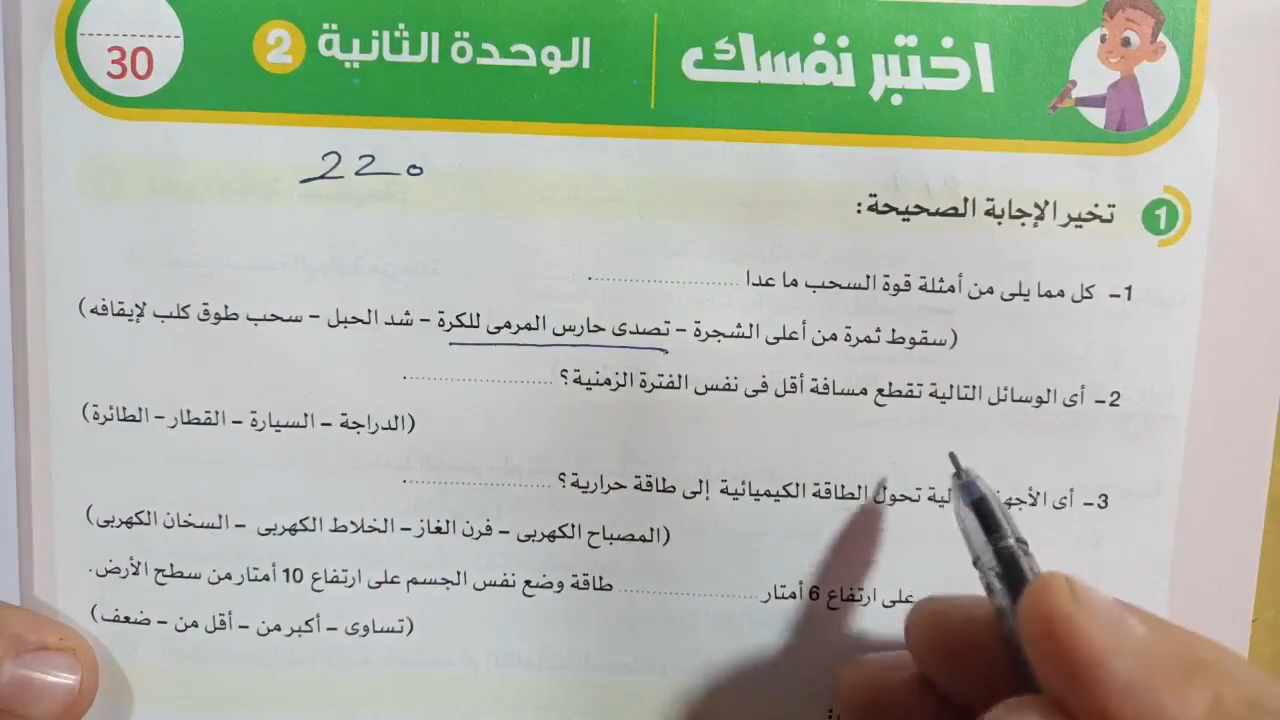 اختبر نفسك
الوحدة الثانية 2
30
220
1 تخير الإجابة الصحيحة:
1- كل مما يلى من أمثلة قوة السحب ما عدا ..............................
(سقوط ثمرة من أعلى الشجرة - تصدى حارس المرمى للكرة - شد الحبل - سحب طوق كلب لإيقافه)
2- أى الوسائل التالية تقطع مسافة أقل فى نفس الفترة الزمنية؟ ..............................
(الدراجة - السيارة - القطار - الطائرة)
3- أى تحول الطاقة الكيميائية إلى طاقة حرارية؟ ..............................
(المصباح الكهربى - فرن الغاز - الخلاط الكهربى - السخان الكهربى)
على ارتفاع 6 أمتار .............................. طاقة وضع نفس الجسم على ارتفاع 10 أمتار من سطح الأرض.
(تساوى - أكبر من - أقل من - ضعف)